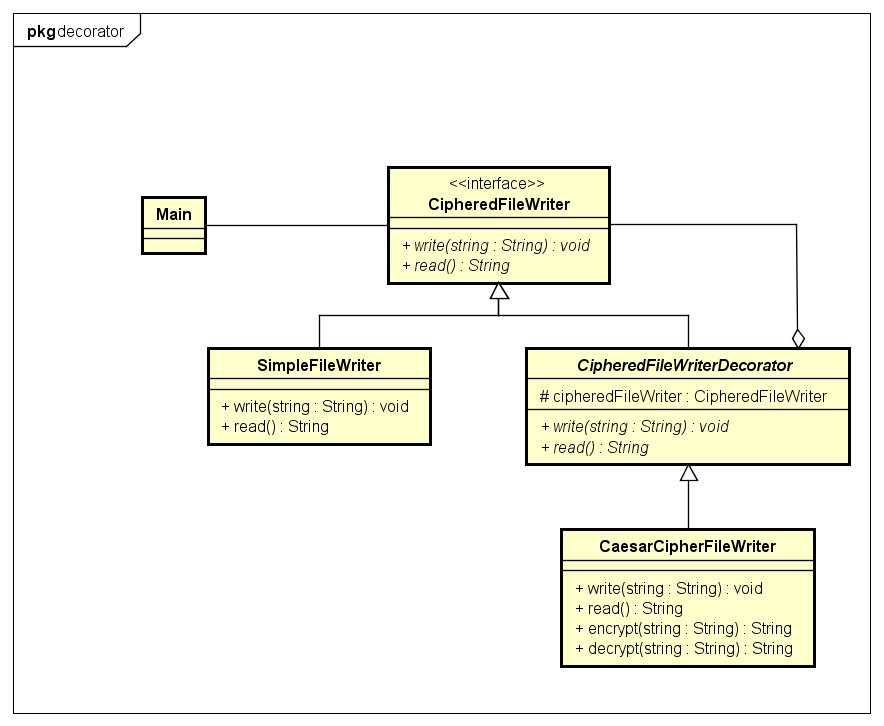 pkg decorator
<<interface>>
CipheredFileWriter
+ write(string : String) : void
+ read() : String
Main
SimpleFileWriter
+ write(string : String) : void
+ read() : String
CipheredFileWriterDecorator
# cipheredFileWriter : CipheredFileWriter
+ write(string : String) : void
+ read() : String
CaesarCipherFileWriter
+ write(string : String) : void
+ read() : String
+ encrypt(string : String) : String
+ decrypt(string : String) : String